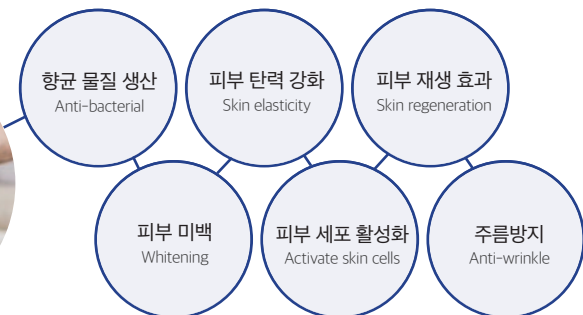 향균 물질 생산
Anti-bacterial
피부 탄력 강화
Skin elasticity
피부 재생 효과
Skin regeneration
피부 미백
Whitening
피부 세포 활성화
Activate skin cells
주름방지
Anti-wrinkle